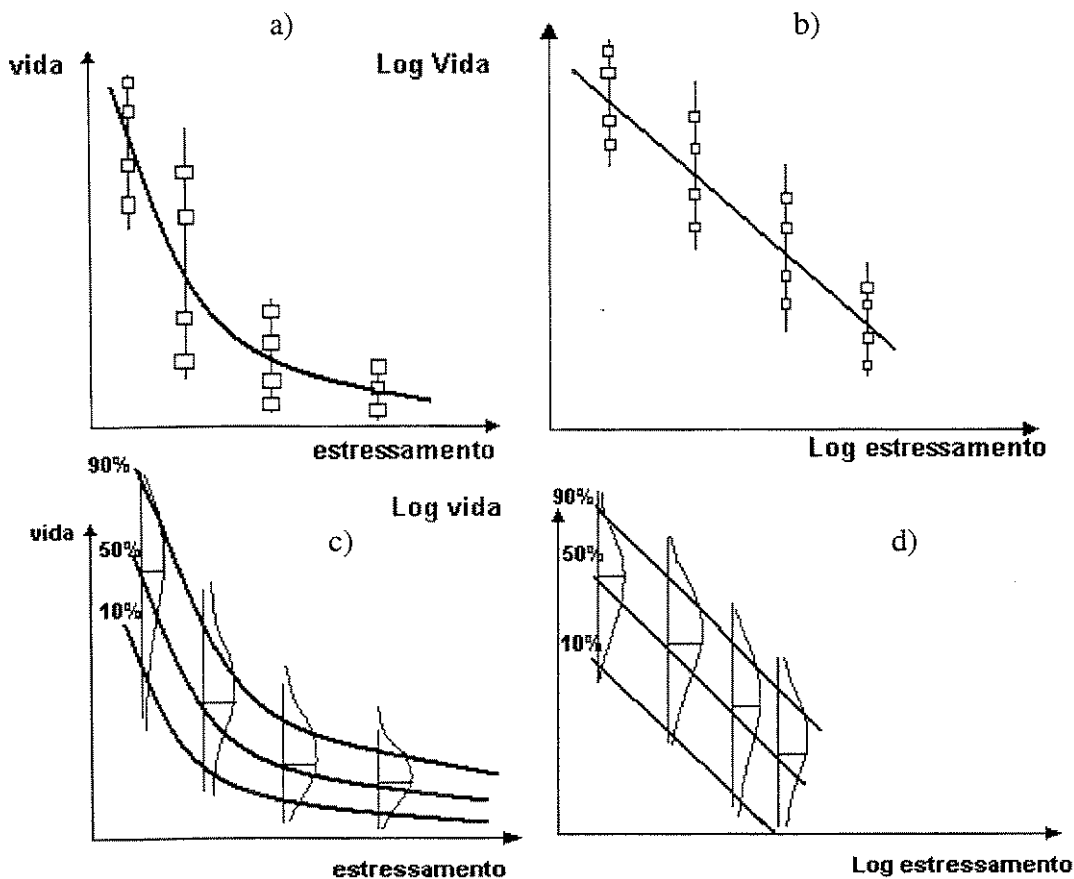 a)
b)
vida
Log Vida
estressamento
Log estressamento
90%
50%
10%
vida
Log vida
c)
estressamento
90%
50%
10%
d)
Log estressamento